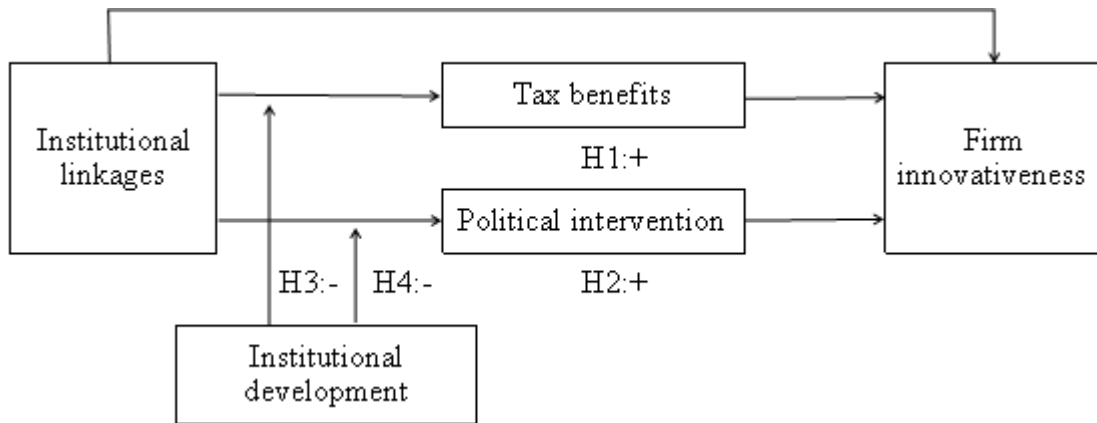 Tax benefits
Institutional
linkages
Firm
innovativeness
H1:+
Political intervention
H3:-
H4:-
H2:+
Institutional
development